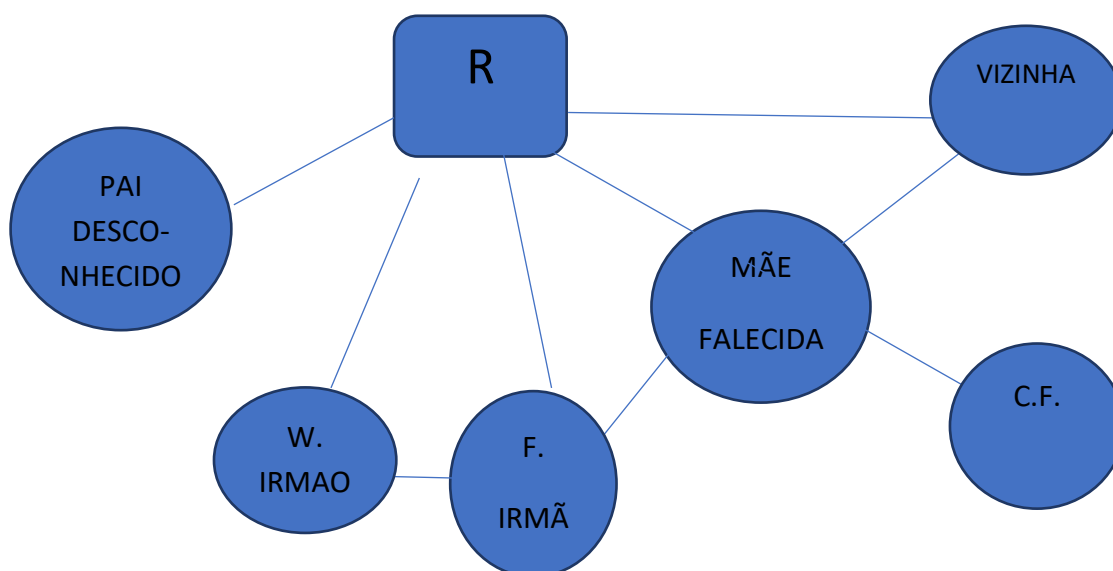 R
VIZINHA
PAI
DESCO-
NHECIDO
MÃE
FALECIDA
C.F.
W.
IRMAO
F.
IRMÃ